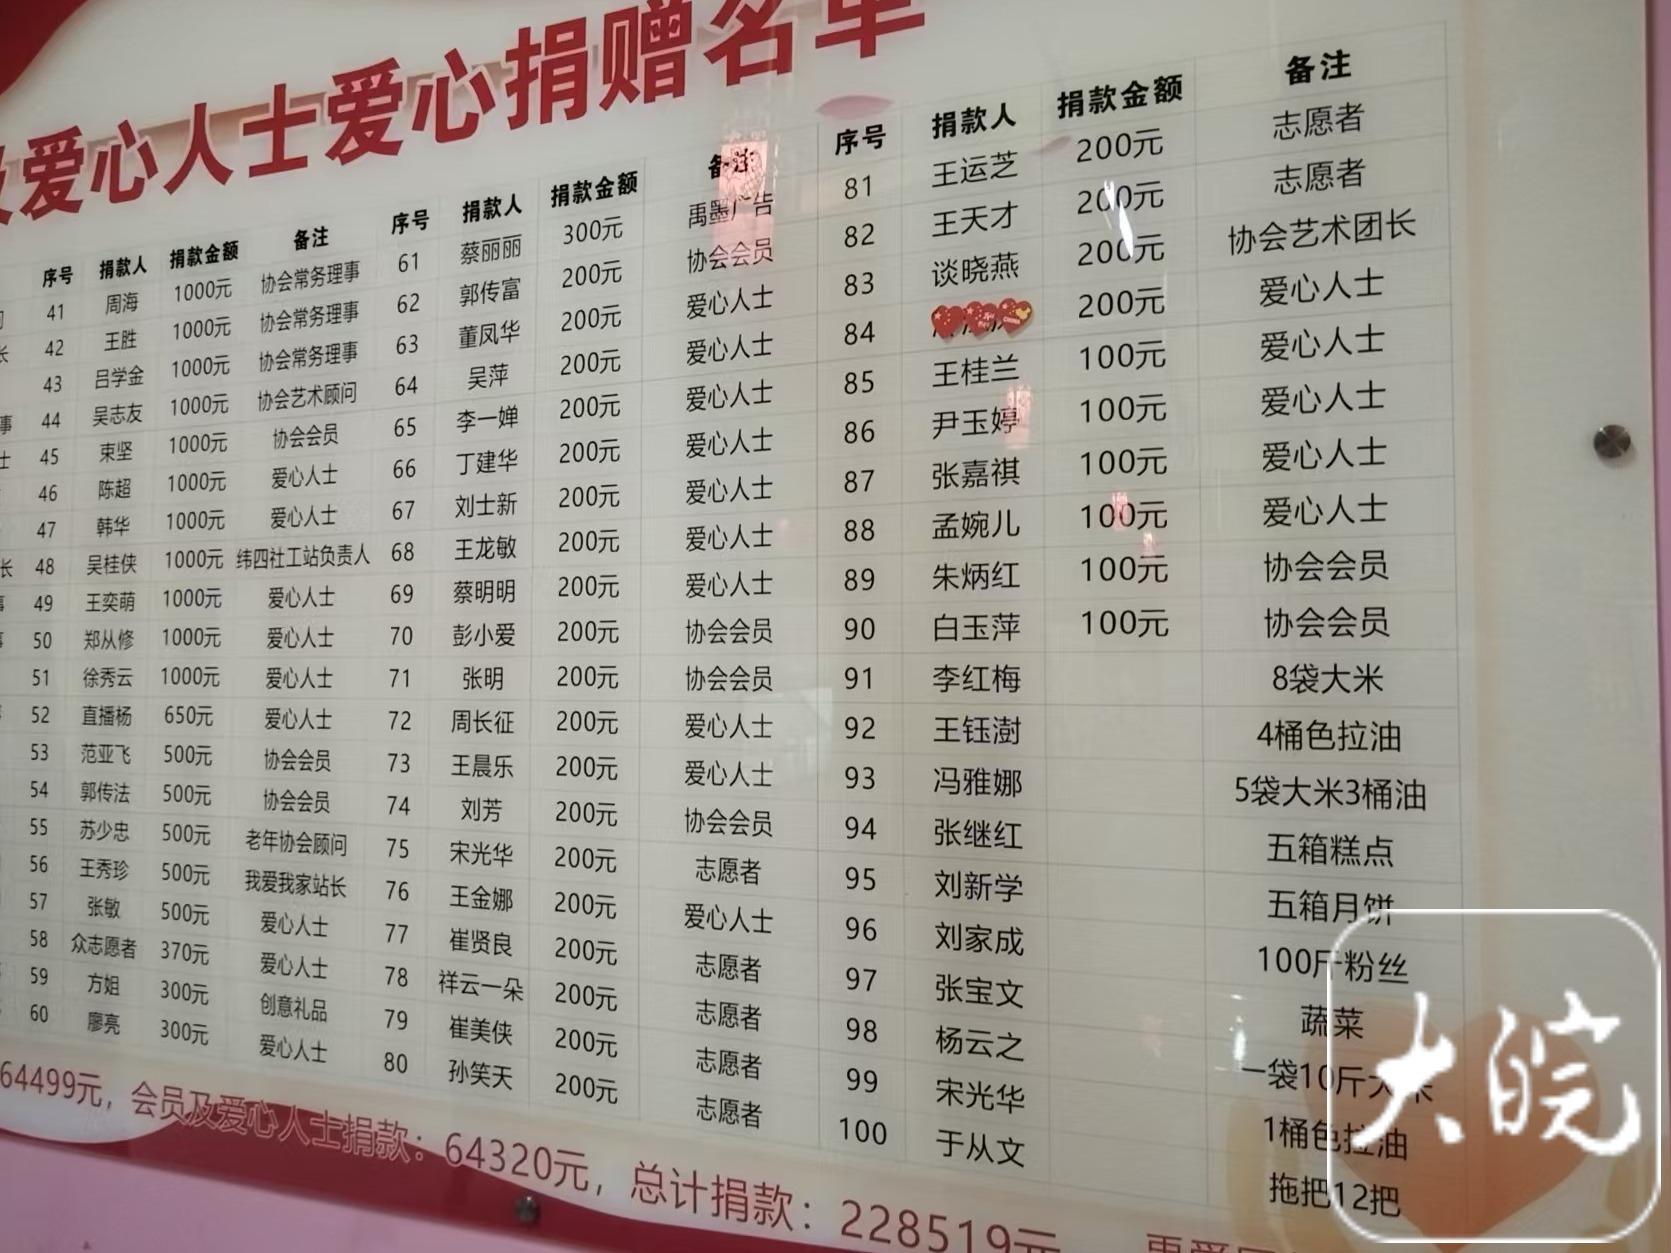 爱心人士爱心捐赠名单
序号 捐款人 捐款金额 备注 序号 捐款人 捐款金额 备注 序号 捐款人 捐款金额 备注
41 周海 1000元 协会常务理事 61 蔡丽丽 300元 禹墨广告 81 王运芝 200元 志愿者
42 王胜 1000元 协会常务理事 62 郭传富 200元 协会会员 82 王天才 200元 志愿者
43 吕学金 1000元 协会常务理事 63 董凤华 200元 爱心人士 83 谈晓燕 200元 协会艺术团长
44 吴志友 1000元 协会艺术顾问 64 吴萍 200元 爱心人士 84 200元 爱心人士
45 束坚 1000元 协会会员 65 李一婵 200元 爱心人士 85 王桂兰 100元 爱心人士
46 陈超 1000元 爱心人士 66 丁建华 200元 爱心人士 86 尹玉婷 100元 爱心人士
47 韩华 1000元 爱心人士 67 刘士新 200元 爱心人士 87 张嘉祺 100元 爱心人士
48 吴桂侠 1000元 纬四社工站负责人 68 王龙敏 200元 爱心人士 88 孟婉儿 100元 爱心人士
49 王奕萌 1000元 爱心人士 69 蔡明明 200元 爱心人士 89 朱炳红 100元 协会会员
50 郑从修 1000元 爱心人士 70 彭小爱 200元 协会会员 90 白玉萍 100元 协会会员
51 徐秀云 1000元 爱心人士 71 张明 200元 协会会员 91 李红梅 8袋大米
52 直播杨 650元 爱心人士 72 周长征 200元 爱心人士 92 王钰澍 4桶色拉油
53 范亚飞 500元 协会会员 73 王晨乐 200元 爱心人士 93 冯雅娜 5袋大米3桶油
54 郭传法 500元 协会会员 74 刘芳 200元 协会会员 94 张继红 五箱糕点
55 苏少忠 500元 老年协会顾问 75 宋光华 200元 志愿者 95 刘新学 五箱月饼
56 王秀珍 500元 我爱我家站长 76 王金娜 200元 爱心人士 96 刘家成 100斤粉丝
57 张敏 500元 爱心人士 77 崔贤良 200元 志愿者 97 张宝文 蔬菜
58 众志愿者 370元 爱心人士 78 祥云一朵 200元 志愿者 98 杨云之 一袋10斤大米
59 方姐 300元 创意礼品 79 崔美侠 200元 志愿者 99 宋光华 1桶色拉油
60 廖亮 300元 爱心人士 80 孙笑天 200元 志愿者 100 于从文 拖把12把
64499元，会员及爱心人士捐款：64320元，总计捐款：228519元
大皖